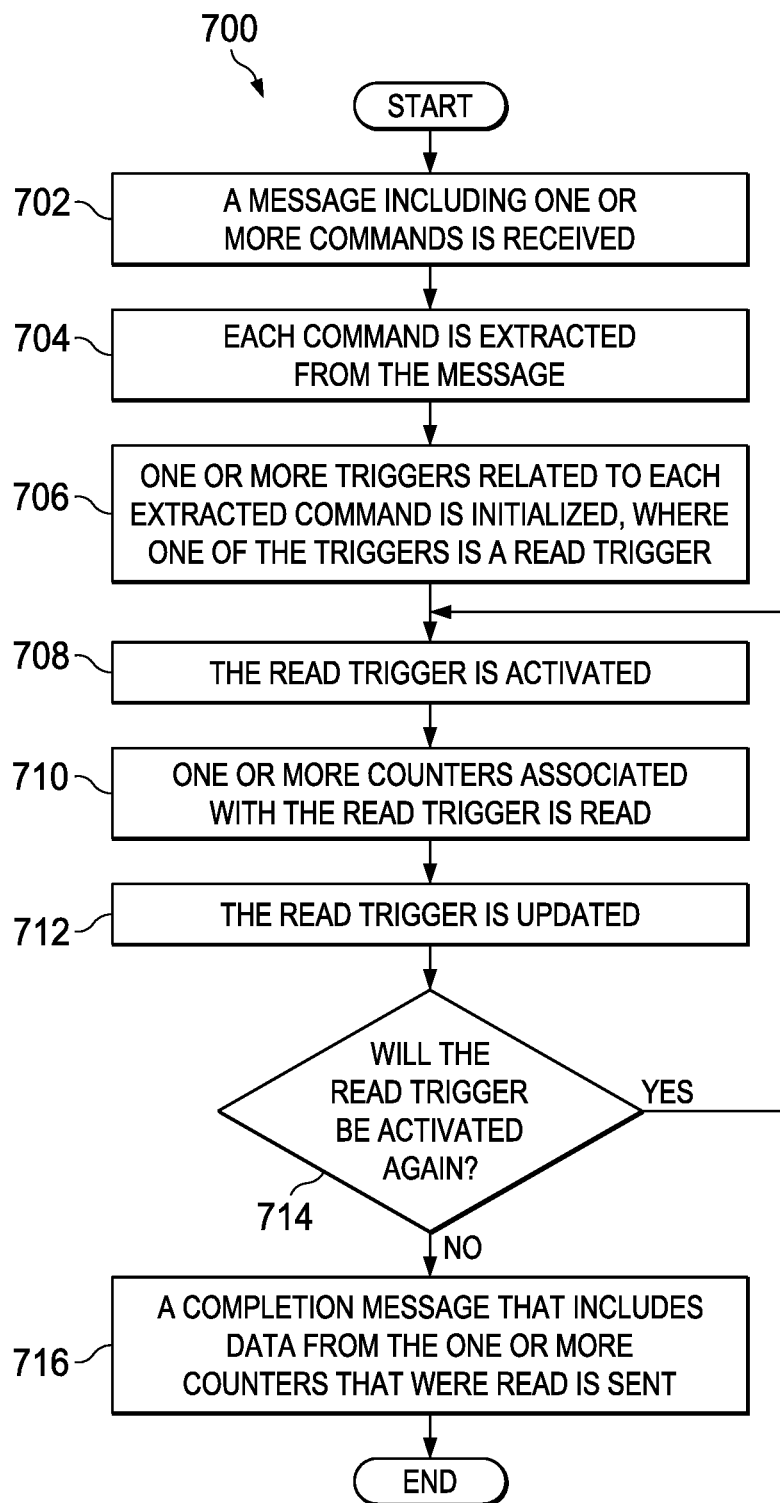 700
START
702
A MESSAGE INCLUDING ONE OR
MORE COMMANDS IS RECEIVED
704
EACH COMMAND IS EXTRACTED
FROM THE MESSAGE
706
ONE OR MORE TRIGGERS RELATED TO EACH
EXTRACTED COMMAND IS INITIALIZED, WHERE
ONE OF THE TRIGGERS IS A READ TRIGGER
708
THE READ TRIGGER IS ACTIVATED
710
ONE OR MORE COUNTERS ASSOCIATED
WITH THE READ TRIGGER IS READ
712
THE READ TRIGGER IS UPDATED
WILL THE
READ TRIGGER
BE ACTIVATED
AGAIN?
YES
714
NO
716
A COMPLETION MESSAGE THAT INCLUDES
DATA FROM THE ONE OR MORE
COUNTERS THAT WERE READ IS SENT
END